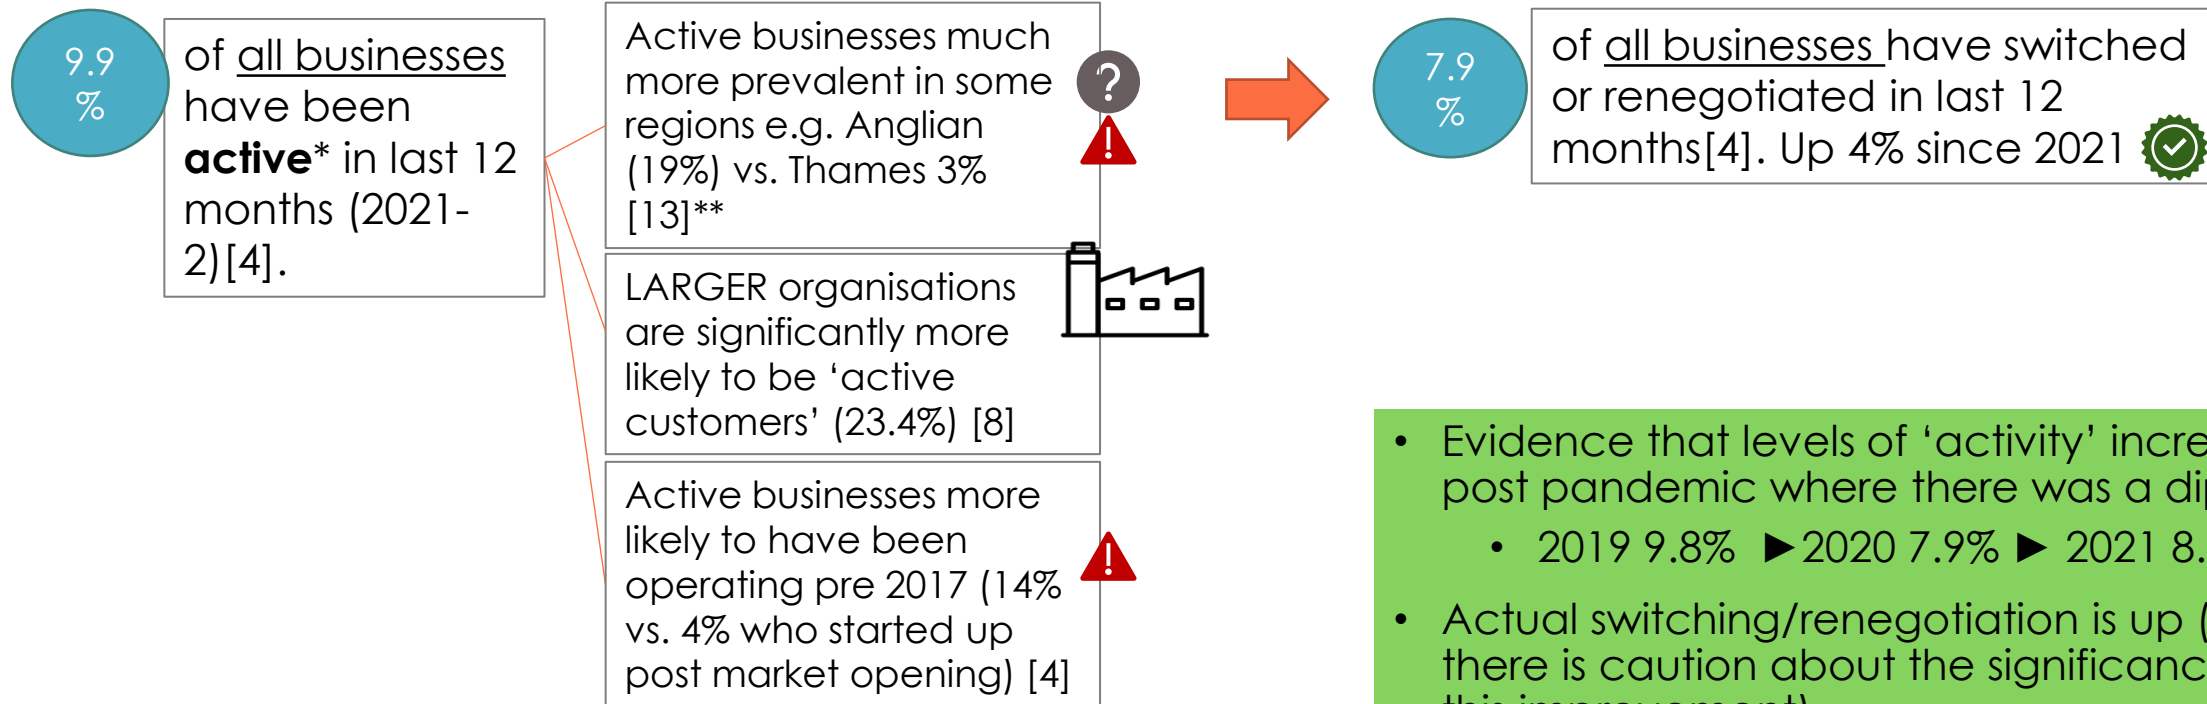 9.9
%
of all businesses
have been
active* in last 12
months (2021-
2)[4].
Active businesses much
more prevalent in some
regions e.g. Anglian
(19%) vs. Thames 3%
[13]**
?
!
LARGER organisations
are significantly more
likely to be ‘active
customers’ (23.4%) [8]
Active businesses more
likely to have been
operating pre 2017 (14%
vs. 4% who started up
post market opening) [4]
!
7.9
%
of all businesses have switched
or renegotiated in last 12
months[4]. Up 4% since 2021
• Evidence that levels of ‘activity’ incre
post pandemic where there was a di
• 2019 9.8% ►2020 7.9% ► 2021 8.
• Actual switching/renegotiation is up (
there is caution about the significanc
this improvement)